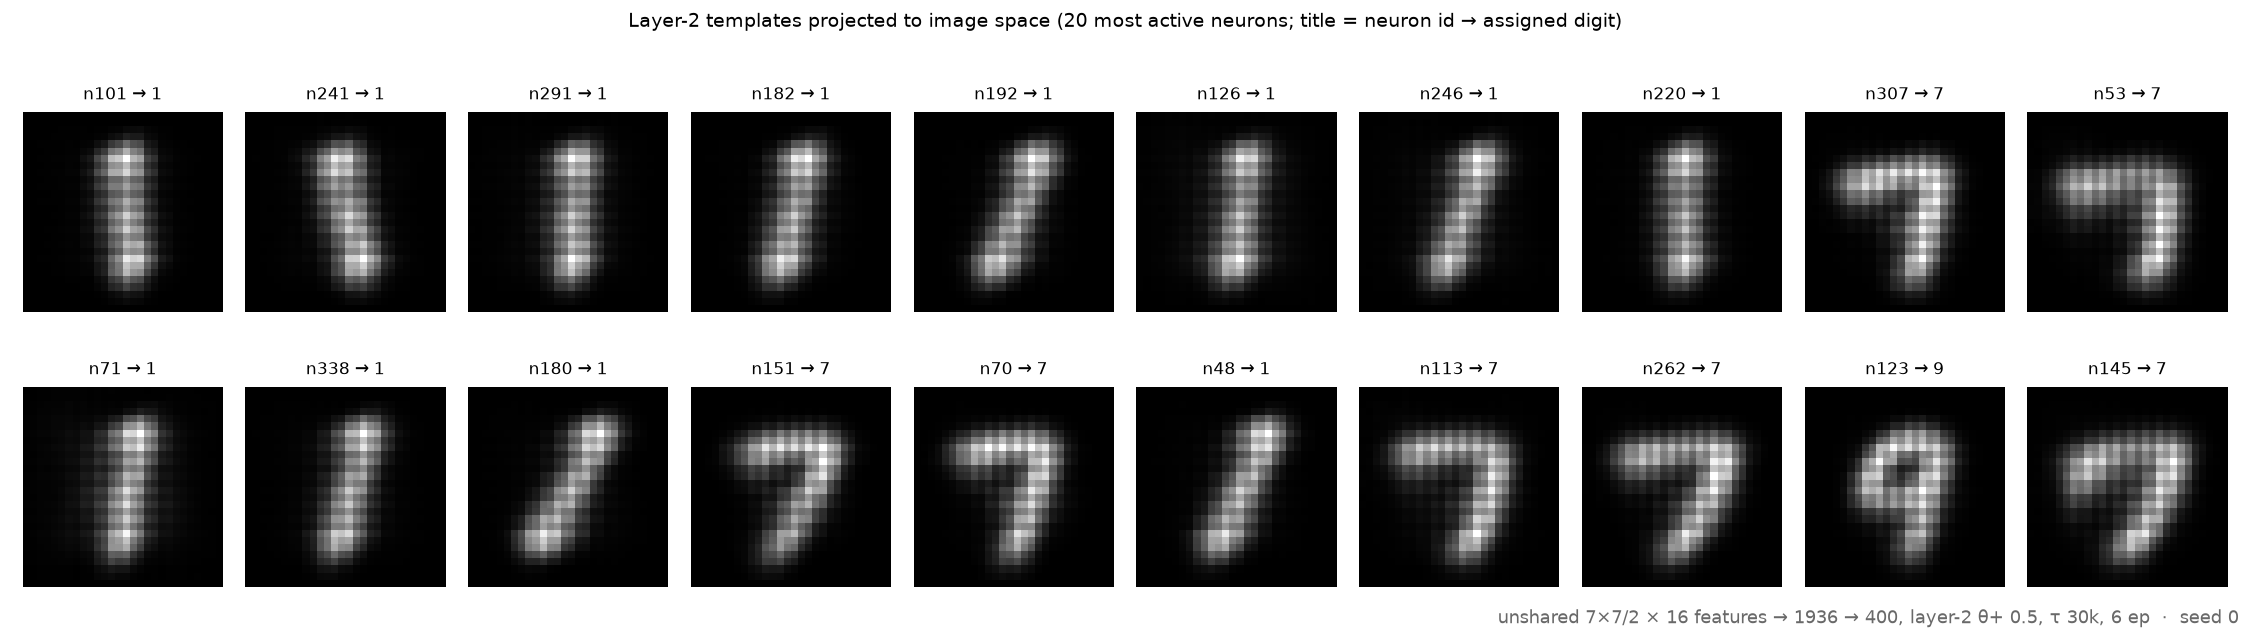 Layer-2 templates projected to image space (20 most active neurons; title = neuron id → assigned digit)
n101 → 1 n241 → 1 n291 → 1 n182 → 1 n192 → 1 n126 → 1 n246 → 1 n220 → 1 n307 → 7 n53 → 7
n71 → 1 n338 → 1 n180 → 1 n151 → 7 n70 → 7 n48 → 1 n113 → 7 n262 → 7 n123 → 9 n145 → 7
unshared 7×7/2 × 16 features → 1936 → 400, layer-2 θ+ 0.5, τ 30k, 6 ep · seed 0